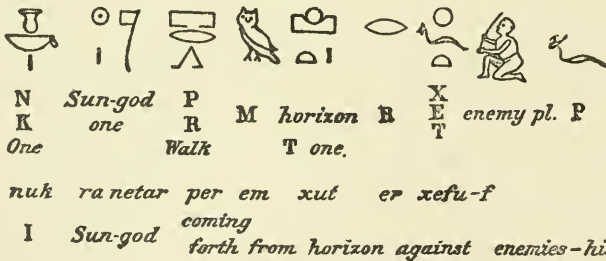 N Sun-god P M horizon R X enemy pl. P
K one R E
One Walk T one. T
nuk ra netar per em xut er xefu-f
coming
I Sun-god forth from horizon against enemies-hi